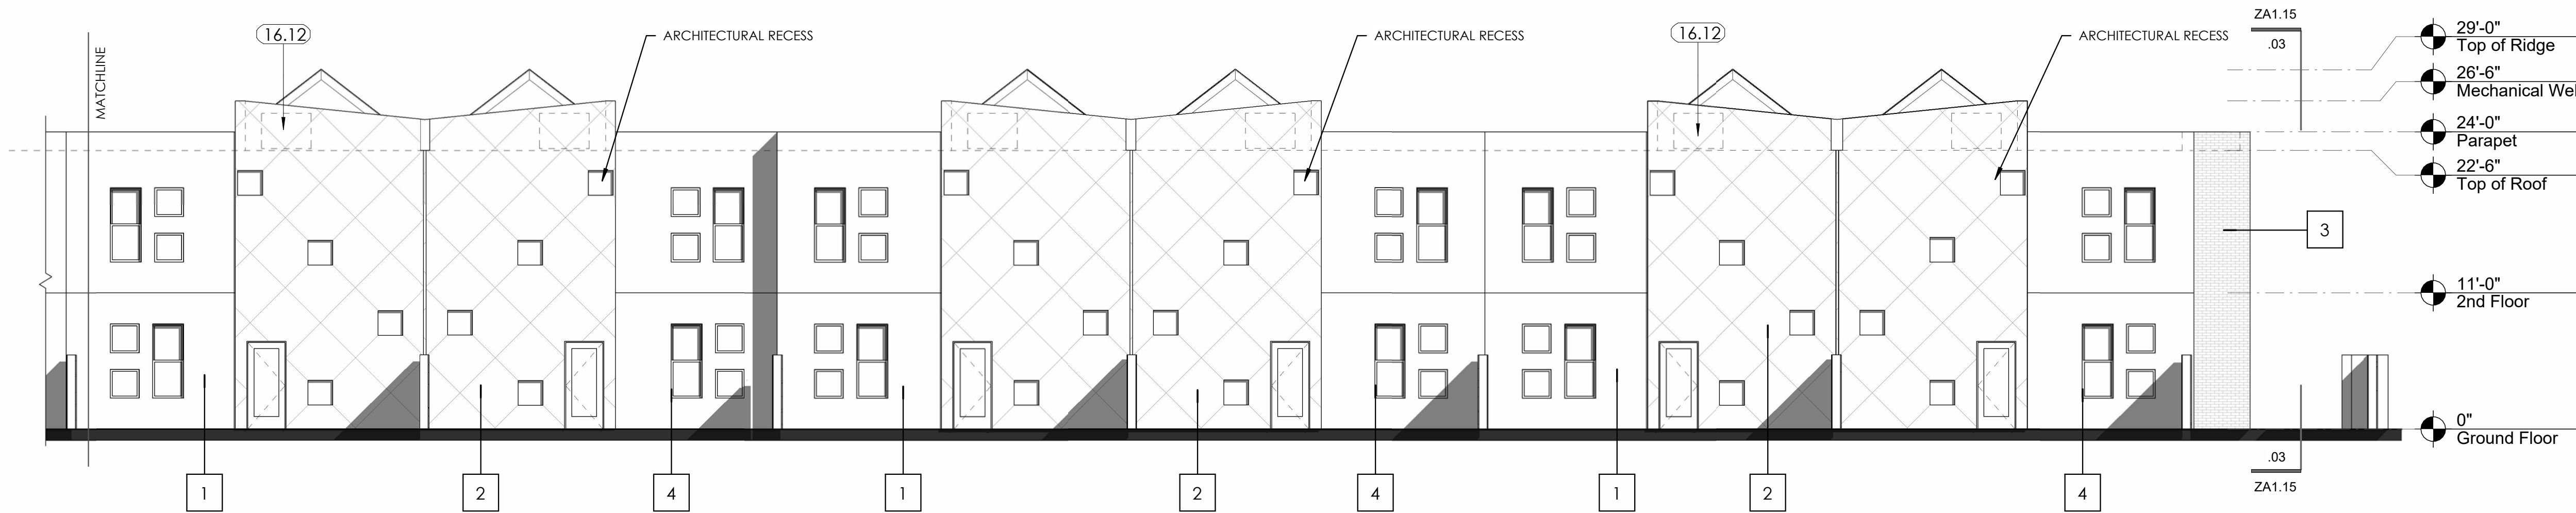 ZA1.15
.03
16.12
ARCHITECTURAL RECESS
ARCHITECTURAL RECESS
16.12
ARCHITECTURAL RECESS
MATCHLINE
29'-0"
Top of Ridge
26'-6"
Mechanical Wel
24'-0"
Parapet
22'-6"
Top of Roof
3
11'-0"
2nd Floor
0"
Ground Floor
.03
ZA1.15
1
2
4
1
2
4
1
2
4